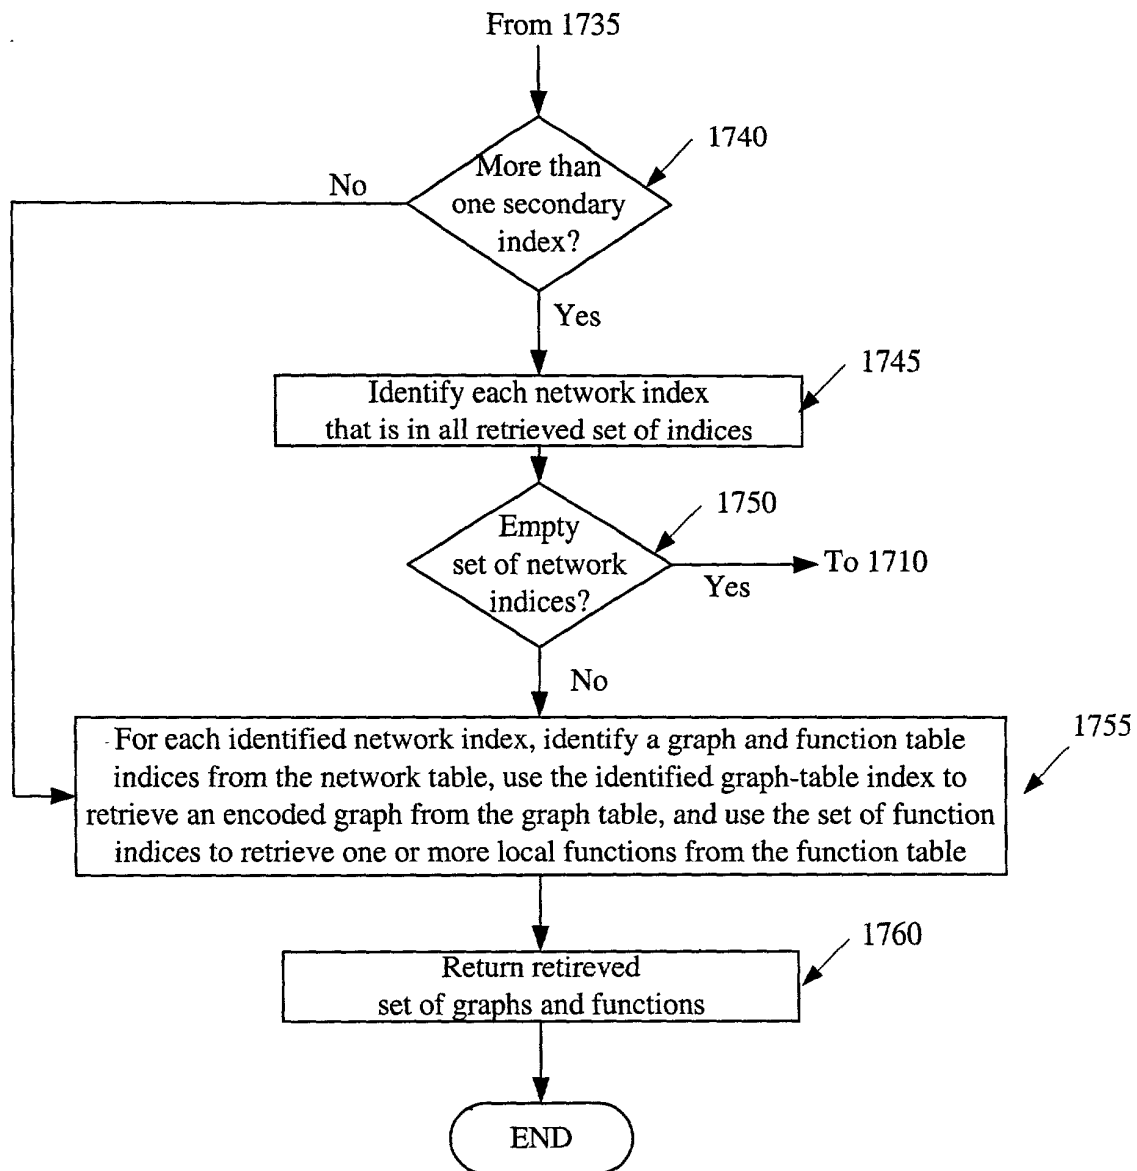 From 1735
1740
More than
one secondary
index?
No
Yes
1745
Identify each network index
that is in all retrieved set of indices
1750
Empty
set of network
indices?
Yes
To 1710
No
1755
For each identified network index, identify a graph and function table
indices from the network table, use the identified graph-table index to
retrieve an encoded graph from the graph table, and use the set of function
indices to retrieve one or more local functions from the function table
1760
Return retireved
set of graphs and functions
END